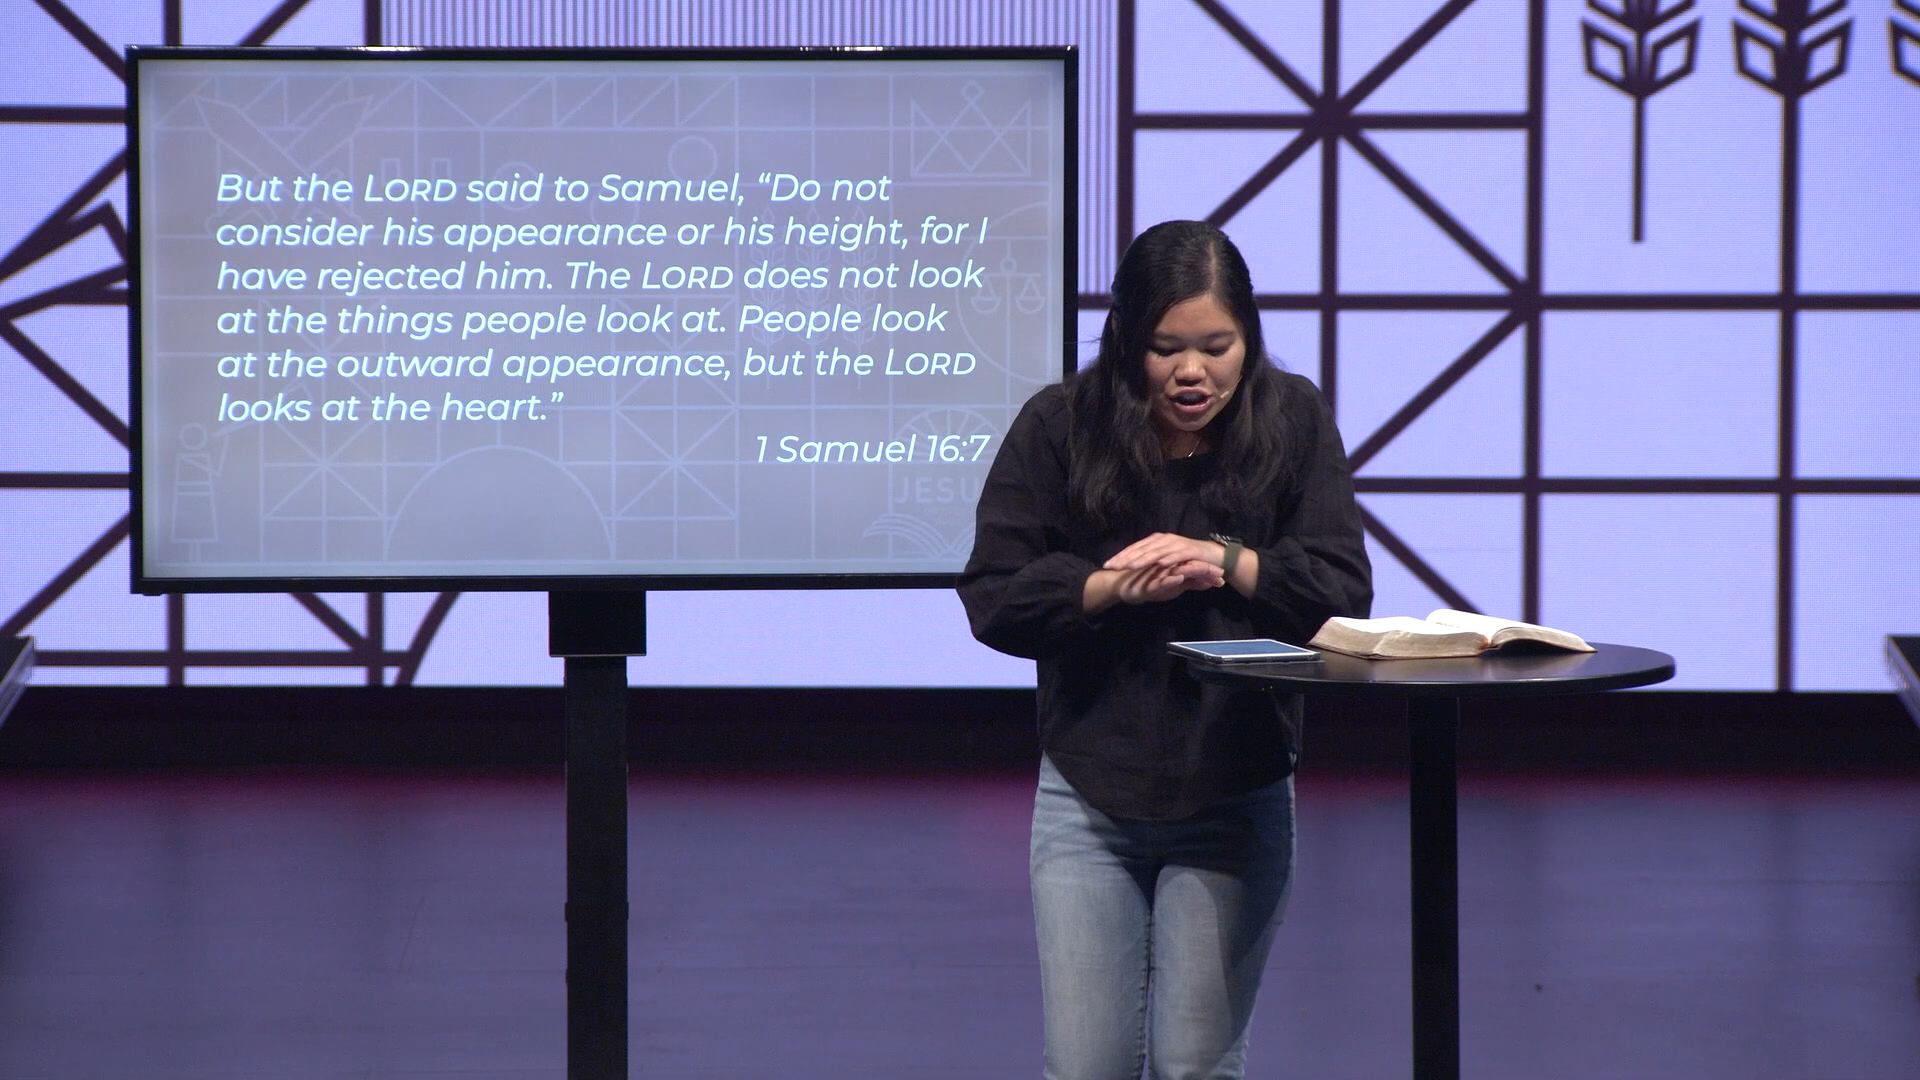 But the LORD said to Samuel, “Do not
consider his appearance or his height, for I
have rejected him. The LORD does not look
at the things people look at. People look
at the outward appearance, but the LORD
looks at the heart.”
1 Samuel 16:7
JESU